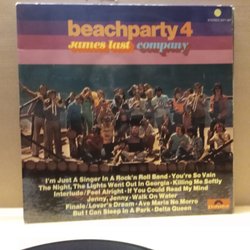 beachparty 4
james last company
I'm Just A Singer In A Rock'n Roll Band · You're So Vain
The Night, The Lights Went Out In Georgia · Killing Me Softly
Interlude / Feel Alright · If You Could Read My Mind
Jenny, Jenny · Walk On Water
Finale / Lover's Dream · Ave Maria No Morro
But I Can Sleep in A Park · Delta Queen